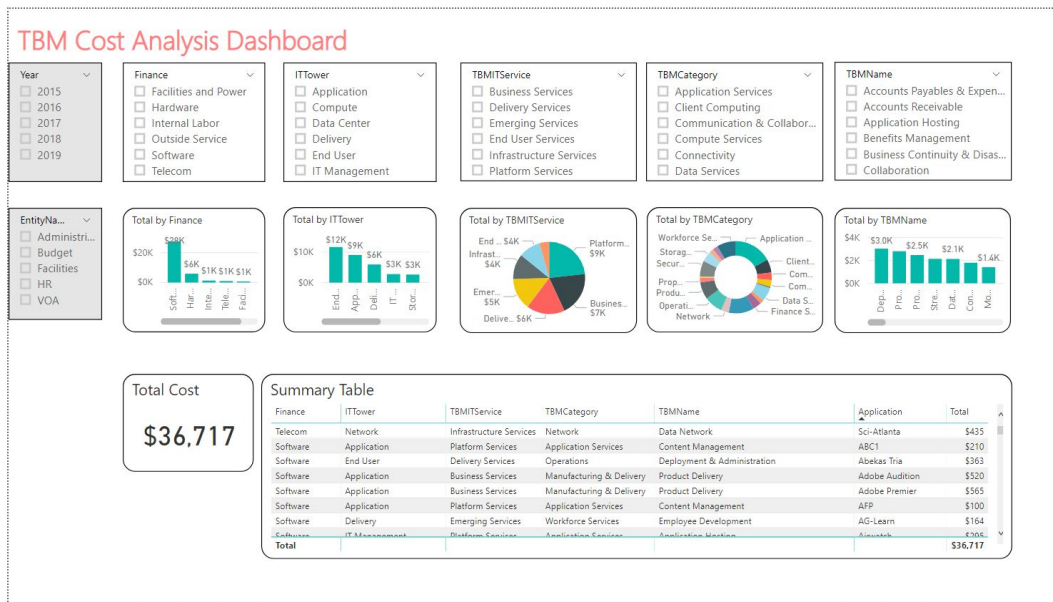 TBM Cost Analysis Dashboard
Year
2015
2016
2017
2018
2019
Finance
Facilities and Power
Hardware
Internal Labor
Outside Service
Software
Telecom
ITTower
Application
Compute
Data Center
Delivery
End User
IT Management
TBMITService
Business Services
Delivery Services
Emerging Services
End User Services
Infrastructure Services
Platform Services
TBMCategory
Application Services
Client Computing
Communication & Collabor...
Compute Services
Connectivity
Data Services
TBMName
Accounts Payables & Expen...
Accounts Receivable
Application Hosting
Benefits Management
Business Continuity & Disas...
Collaboration
EntityNa...
Administri...
Budget
Facilities
HR
VOA
Total by Finance
$20K
$0K
$29K
$6K
$1K
$1K
$1K
Soft...
Har...
Inte...
Tele...
Faci...
Total by ITTower
$10K
$0K
$12K
$9K
$6K
$3K
$3K
End...
App...
Deli...
IT ...
Stor...
Total by TBMITService
End ... $4K
Infrast...
$4K
Emer...
$5K
Delive... $6K
Platform...
$9K
Busines...
$7K
Total by TBMCategory
Workforce Se...
Storag...
Secur...
Prop...
Produ...
Operati...
Network
Application ...
Client...
Com...
Com...
Data S...
Finance S...
Total by TBMName
$4K
$2K
$0K
$3.0K
$2.5K
$2.1K
$1.4K
Dep...
Pro...
Pro...
Stre...
Dat...
Con...
Mo...
Total Cost
$36,717
Summary Table
Finance ITTower TBMITService TBMCategory TBMName Application Total
Telecom Network Infrastructure Services Network Data Network Sci-Atlanta $435
Software Application Platform Services Application Services Content Management ABC1 $210
Software End User Delivery Services Operations Deployment & Administration Abekas Tria $363
Software Application Business Services Manufacturing & Delivery Product Delivery Adobe Audition $520
Software Application Business Services Manufacturing & Delivery Product Delivery Adobe Premier $565
Software Application Platform Services Application Services Content Management AFP $100
Software Delivery Emerging Services Workforce Services Employee Development AG-Learn $164
Software IT Management Platform Services Application Services Application Hosting Airwatch $295
Total $36,717